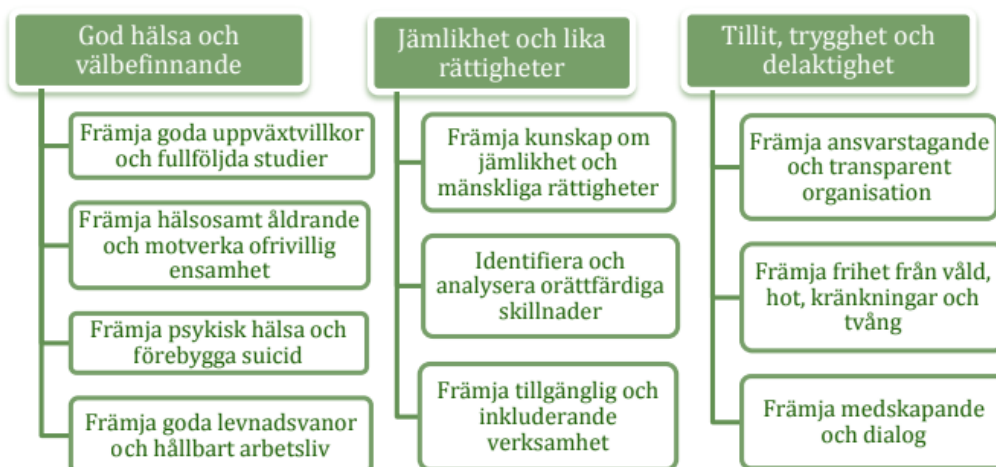 God hälsa och
välbefinnande
Främja goda uppväxtvillkor
och fullföljda studier
Främja hälsosamt åldrande
och motverka ofrivillig
ensamhet
Främja psykisk hälsa och
förebygga suicid
Främja goda levnadsvanor
och hållbart arbetsliv
Jämlikhet och lika
rättigheter
Främja kunskap om
jämlikhet och
mänskliga rättigheter
Identifiera och
analysera orättfärdiga
skillnader
Främja tillgänglig och
inkluderande
verksamhet
Tillit, trygghet och
delaktighet
Främja ansvarstagande
och transparent
organisation
Främja frihet från våld,
hot, kränkningar och
tvång
Främja medskapande
och dialog